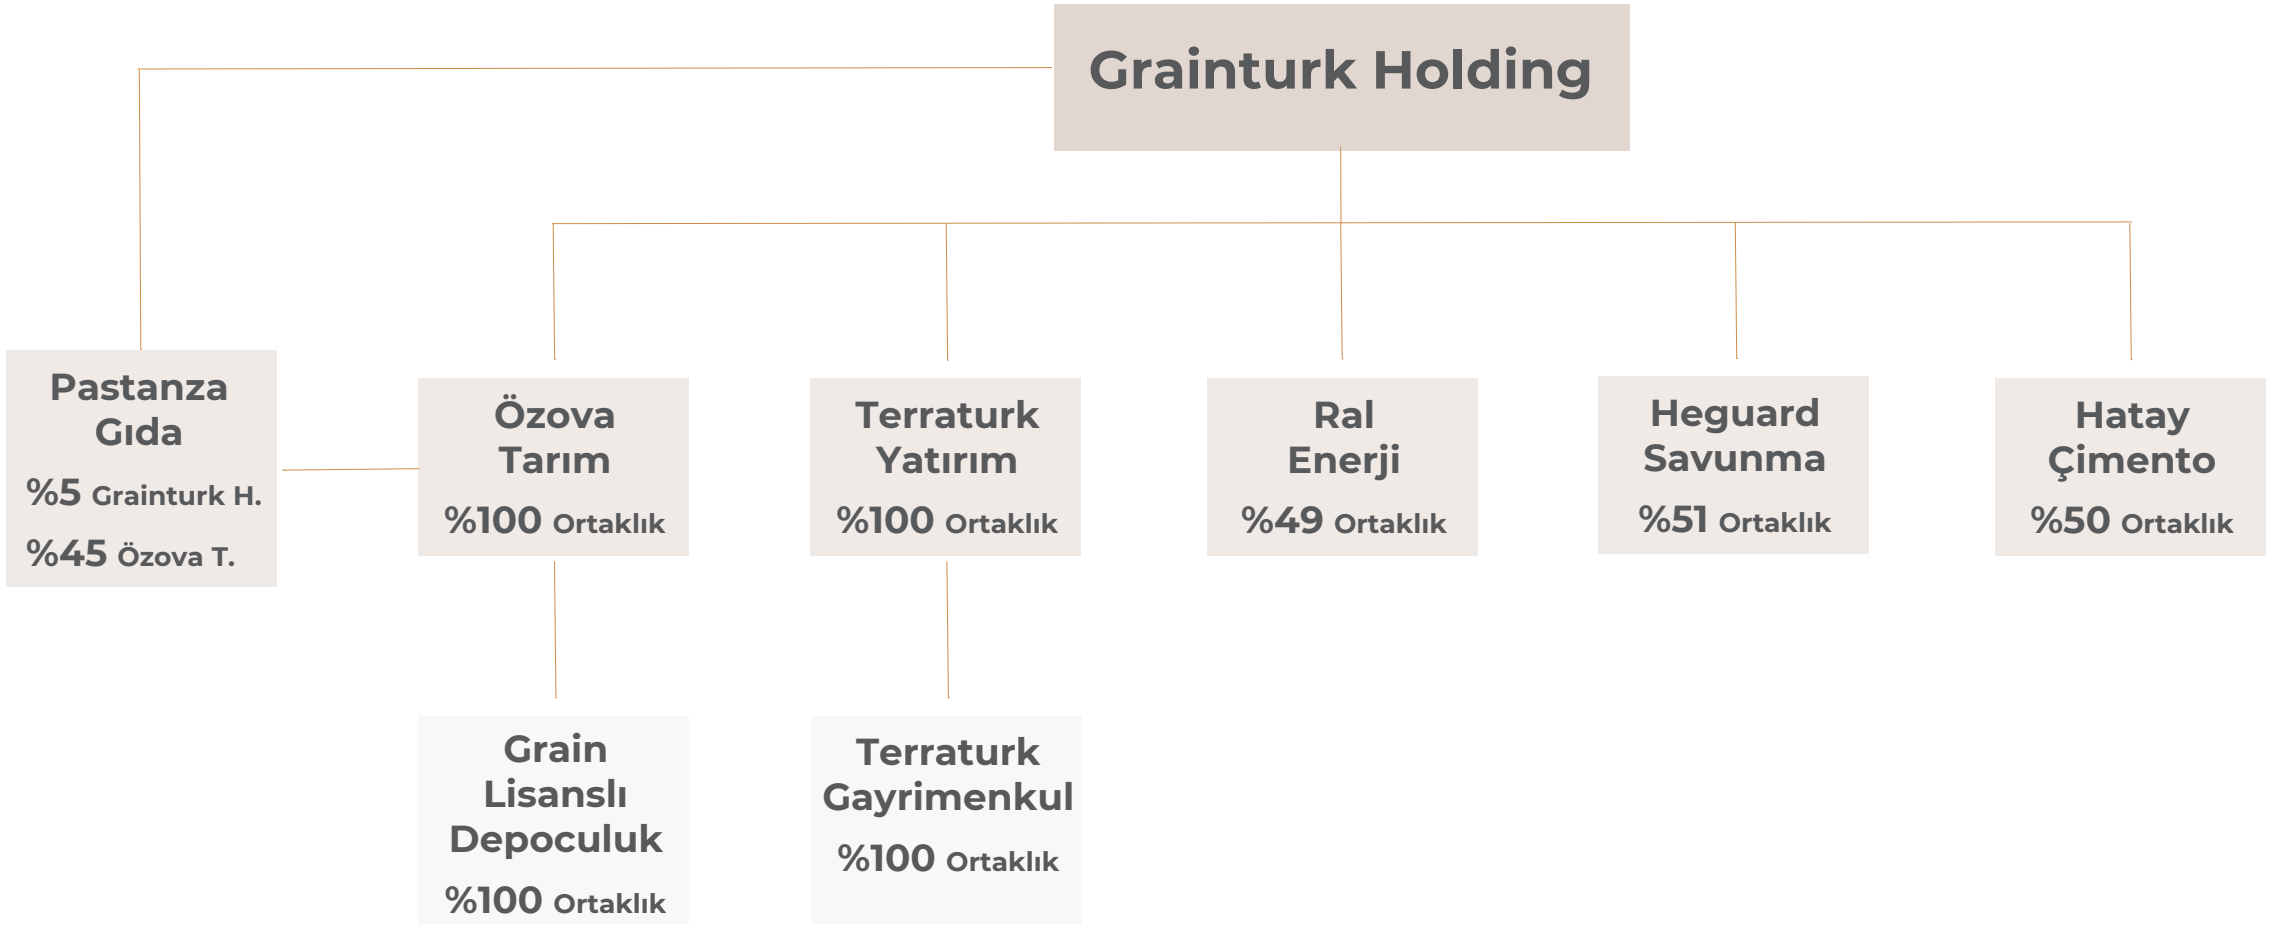 Grainturk Holding
Pastanza
Gıda
%5 Grainturk H.
%45 Özova T.
Özova
Tarım
%100 Ortaklık
Terraturk
Yatırım
%100 Ortaklık
Ral
Enerji
%49 Ortaklık
Heguard
Savunma
%51 Ortaklık
Hatay
Çimento
%50 Ortaklık
Grain
Lisanslı
Depoculuk
%100 Ortaklık
Terraturk
Gayrimenkul
%100 Ortaklık